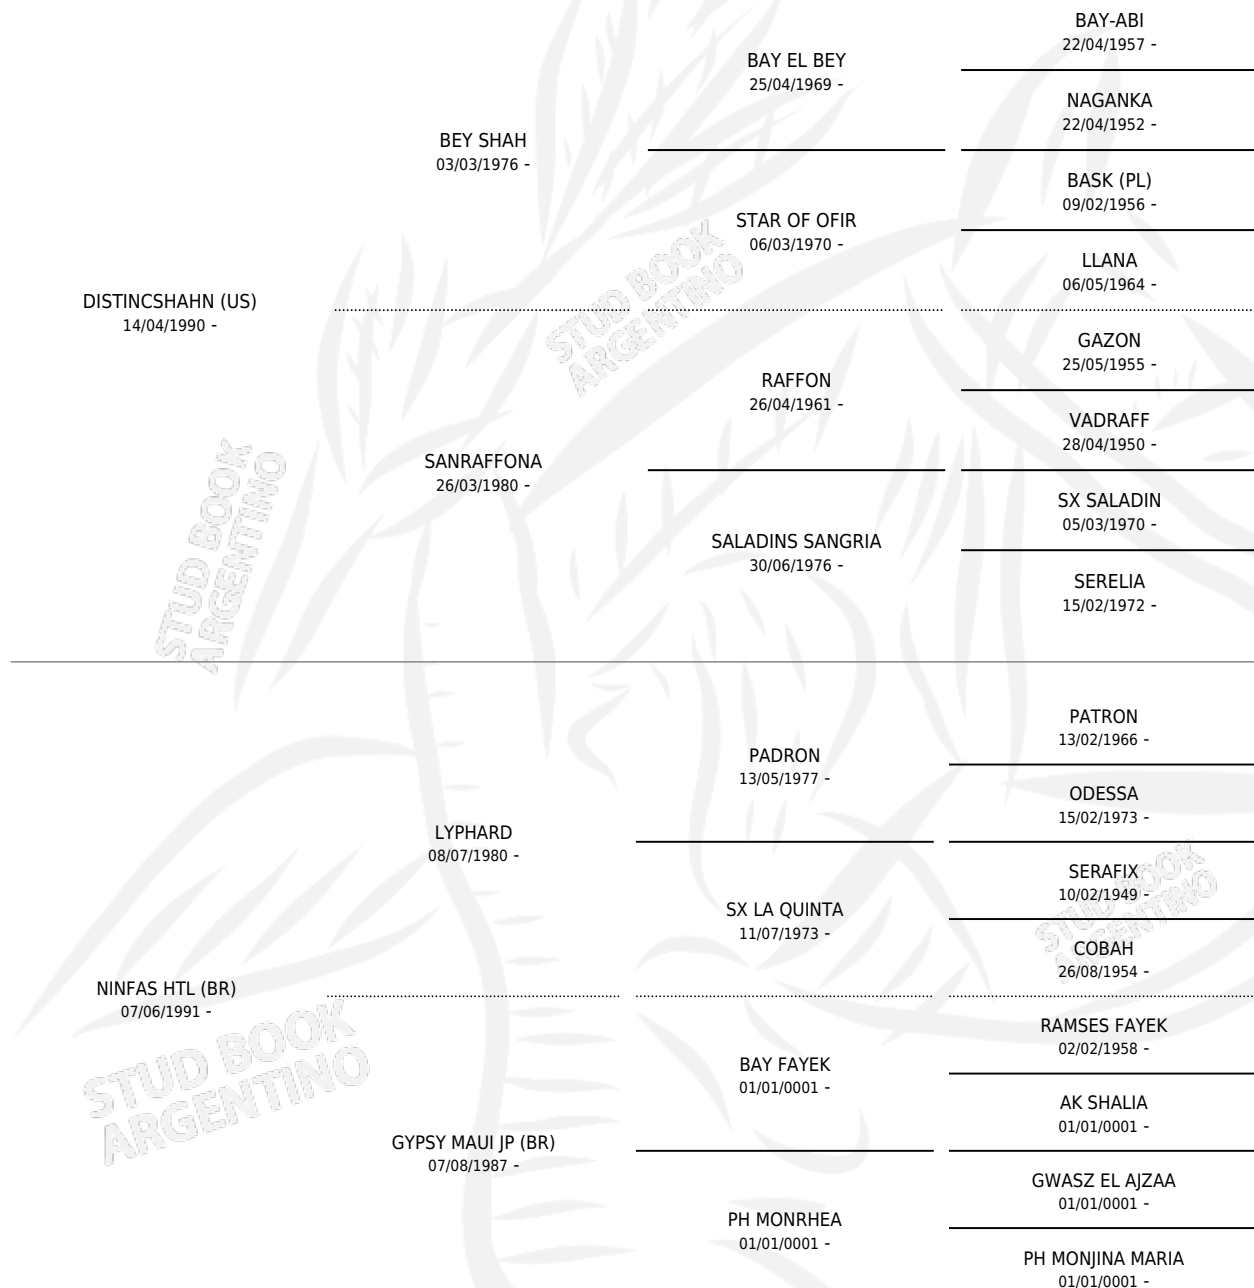 BAY-ABI
22/04/1957 -
BAY EL BEY
25/04/1969 -
NAGANKA
22/04/1952 -
BEY SHAH
03/03/1976 -
BASK (PL)
09/02/1956 -
STAR OF OFIR
06/03/1970 -
LLANA
06/05/1964 -
DISTINCSHAHN (US)
14/04/1990 -
GAZON
25/05/1955 -
RAFFON
26/04/1961 -
VADRAFF
28/04/1950 -
SANRAFFONA
26/03/1980 -
SX SALADIN
05/03/1970 -
SALADINS SANGRIA
30/06/1976 -
SERELIA
15/02/1972 -
PATRON
13/02/1966 -
PADRON
13/05/1977 -
ODESSA
15/02/1973 -
LYPHARD
08/07/1980 -
SERAFIX
10/02/1949 -
SX LA QUINTA
11/07/1973 -
COBAH
26/08/1954 -
NINFAS HTL (BR)
07/06/1991 -
RAMSES FAYEK
02/02/1958 -
BAY FAYEK
01/01/0001 -
AK SHALIA
01/01/0001 -
GYPSY MAUI JP (BR)
07/08/1987 -
GWASZ EL AJZAA
01/01/0001 -
PH MONRHEA
01/01/0001 -
PH MONJINA MARIA
01/01/0001 -
STUD BOOK
ARGENTINO
STUD BOOK
ARGENTINO
STUD BOOK
ARGENTINO
STUD BOOK
ARGENTINO